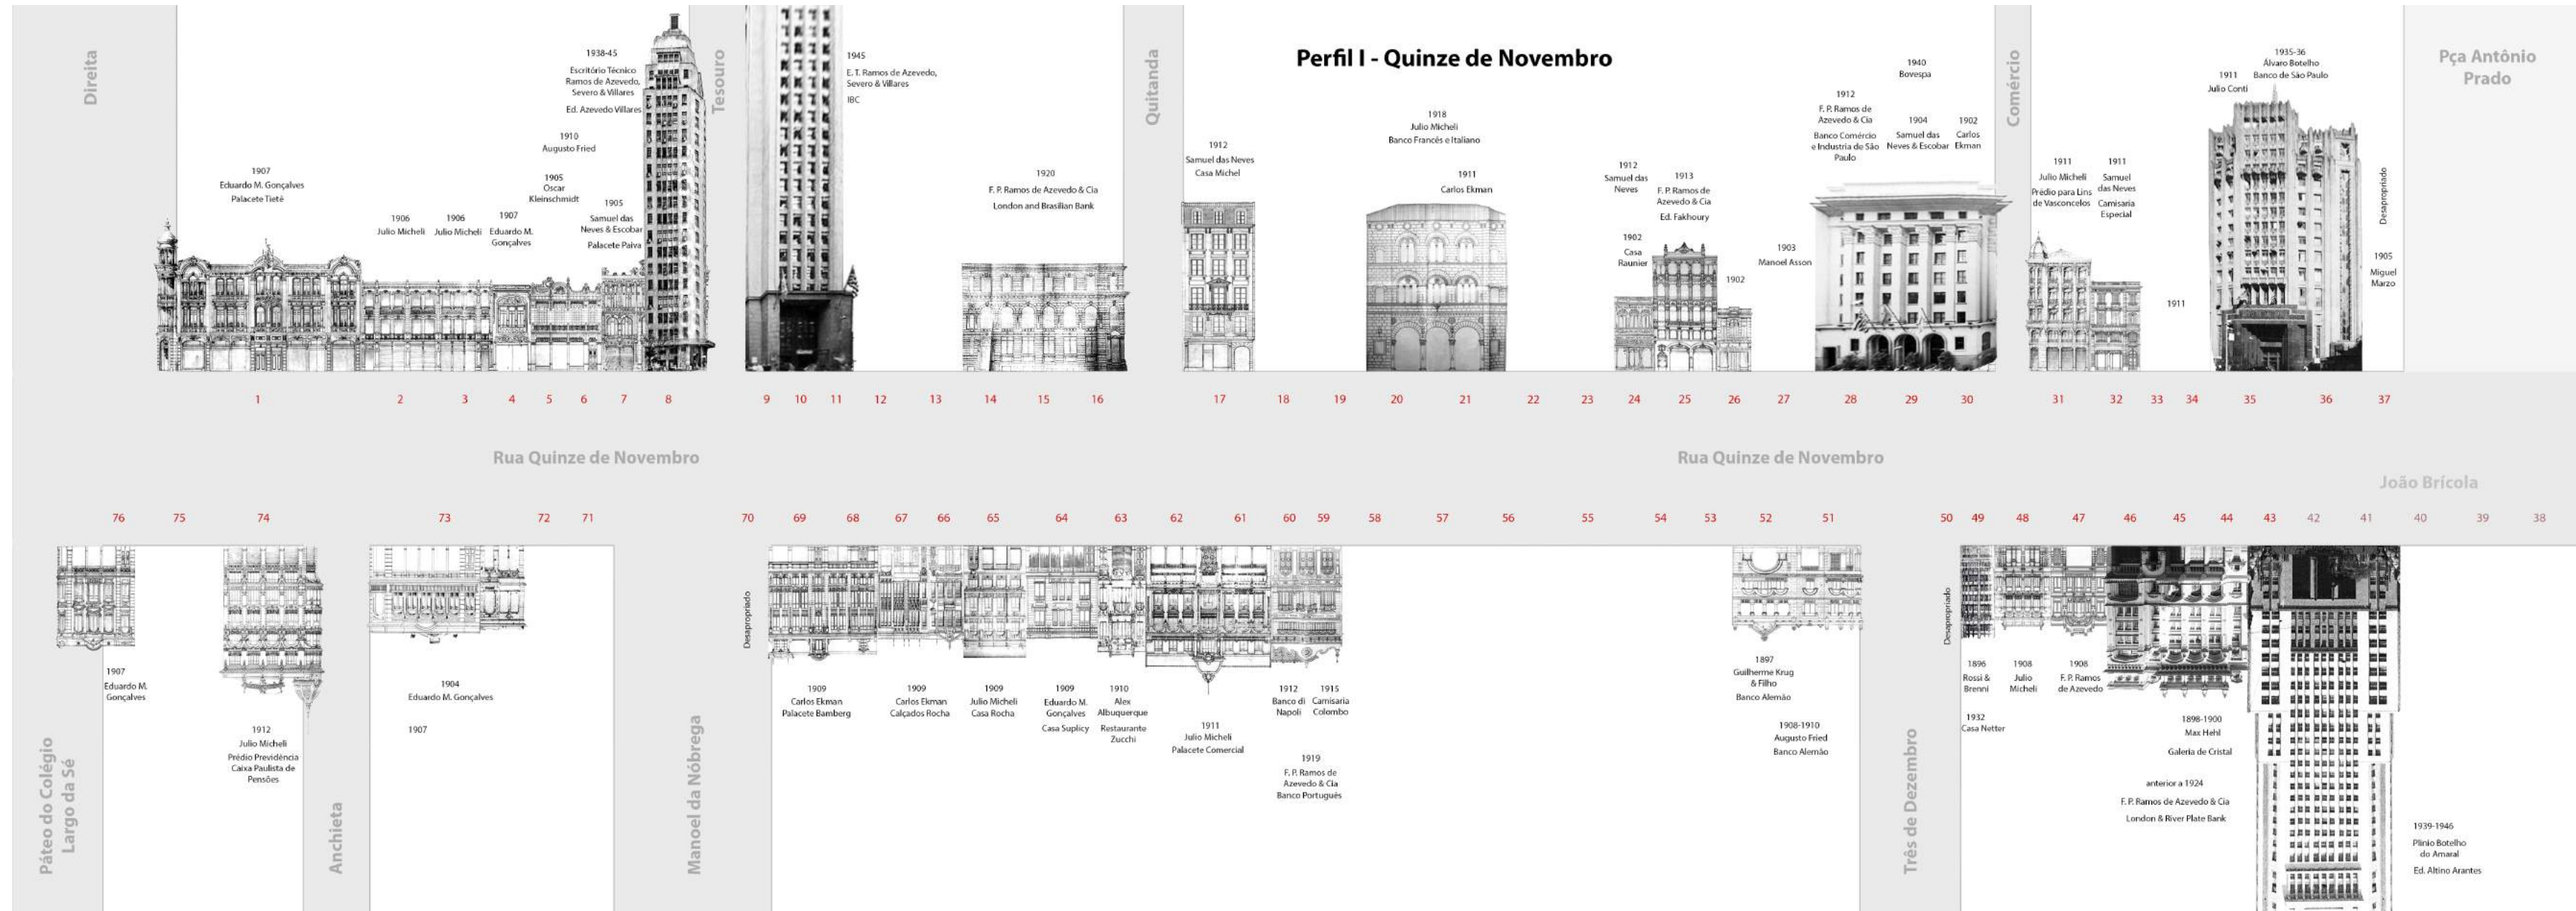 Perfil I - Quinze de Novembro
Direita
1907
Eduardo M. Gonçalves
Palacete Tietê
1906
Julio Micheli
1906
Julio Micheli
1907
Eduardo M.
Gonçalves
1938-45
Escritório Técnico
Ramos de Azevedo,
Severo & Villares
Ed. Azevedo Villares
1910
Augusto Fried
1905
Oscar
Kleinschmidt
1905
Samuel das
Neves & Escobar
Palacete Paiva
Tesouro
1945
E. T. Ramos de Azevedo,
Severo & Villares
IBC
1920
F. P. Ramos de Azevedo & Cia
London and Brasilian Bank
Quitanda
1912
Samuel das Neves
Casa Michel
1918
Julio Micheli
Banco Francês e Italiano
1911
Carlos Ekman
1912
Samuel das
Neves
1902
Casa
Raunier
1913
F. P. Ramos de
Azevedo & Cia
Ed. Fakhoury
1902
1903
Manoel Asson
1912
F. P. Ramos de
Azevedo & Cia
Banco Comércio
e Industria de São
Paulo
1940
Bovespa
1904
Samuel das
Neves & Escobar
1902
Carlos
Ekman
Comércio
1911
Julio Micheli
Prédio para Lins
de Vasconcelos
1911
Samuel
das Neves
Camisaria
Especial
1911
1911
Julio Conti
1935-36
Álvaro Botelho
Banco de São Paulo
Desapropriado
1905
Miguel
Marzo
Pça Antônio
Prado
1 2 3 4 5 6 7 8 9 10 11 12 13 14 15 16 17 18 19 20 21 22 23 24 25 26 27 28 29 30 31 32 33 34 35 36 37
Rua Quinze de Novembro
Rua Quinze de Novembro
João Brícola
76 75 74 73 72 71 70 69 68 67 66 65 64 63 62 61 60 59 58 57 56 55 54 53 52 51 50 49 48 47 46 45 44 43 42 41 40 39 38
Páteo do Colégio
Largo da Sé
1907
Eduardo M.
Gonçalves
1912
Julio Micheli
Prédio Previdência
Caixa Paulista de
Pensões
Anchieta
1904
Eduardo M. Gonçalves
1907
Manoel da Nóbrega
Desapropriado
1909
Carlos Ekman
Palacete Bamberg
1909
Carlos Ekman
Calçados Rocha
1909
Julio Micheli
Casa Rocha
1909
Eduardo M.
Gonçalves
Casa Suplicy
1910
Alex
Albuquerque
Restaurante
Zucchi
1911
Julio Micheli
Palacete Comercial
1912
Banco di
Napoli
1915
Camisaria
Colombo
1919
F. P. Ramos de
Azevedo & Cia
Banco Português
1897
Guilherme Krug
& Filho
Banco Alemão
1908-1910
Augusto Fried
Banco Alemão
Três de Dezembro
Desapropriado
1896
Rossi &
Brenni
1932
Casa Netter
1908
Julio
Micheli
1908
F. P. Ramos
de Azevedo
1898-1900
Max Hehl
Galeria de Cristal
anterior a 1924
F. P. Ramos de Azevedo & Cia
London & River Plate Bank
1939-1946
Plinio Botelho
do Amaral
Ed. Altino Arantes